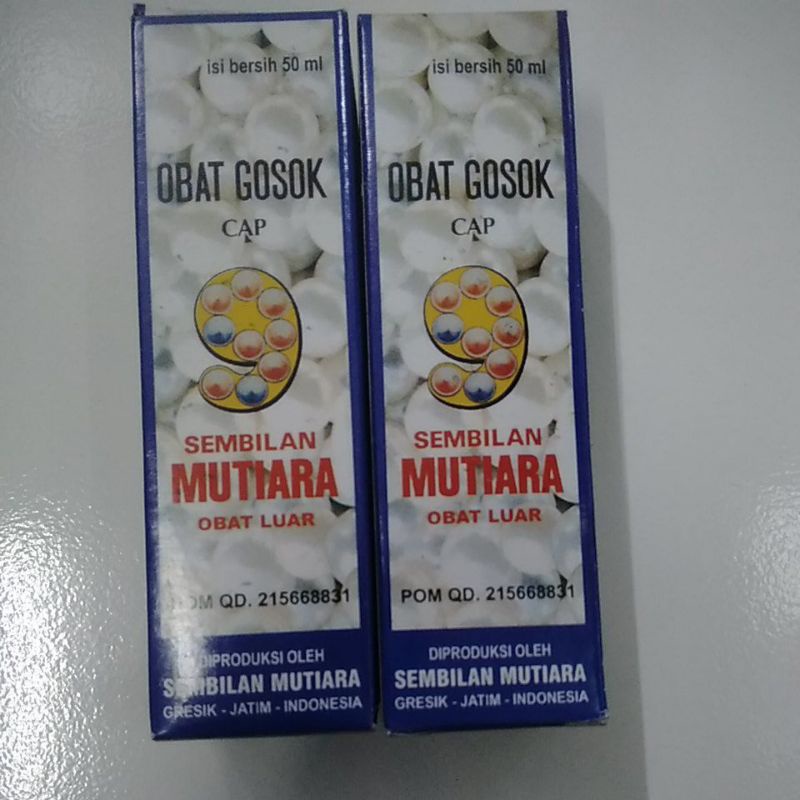 isi bersih 50 ml
OBAT GOSOK
CAP
9
SEMBILAN
MUTIARA
OBAT LUAR
POM QD. 215668831
DIPRODUKSI OLEH
SEMBILAN MUTIARA
GRESIK - JATIM - INDONESIA
isi bersih 50 ml
OBAT GOSOK
CAP
9
SEMBILAN
MUTIARA
OBAT LUAR
POM QD. 215668831
DIPRODUKSI OLEH
SEMBILAN MUTIARA
GRESIK - JATIM - INDONESIA